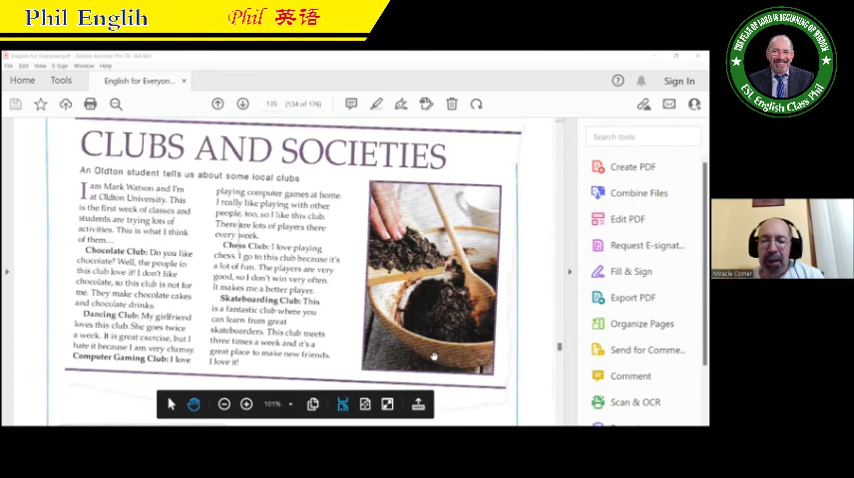 Phil Englih
Phil 英语
THE FEAR OF LORD IS BEGINNING OF WISDOM
ESL English Class Phil
English for Everyone.pdf - Adobe Acrobat Pro DC (64-bit)
File Edit View E-Sign Window Help
Home Tools English for Everyon... ×
Sign In
135 (134 of 176)
CLUBS AND SOCIETIES
An Oldton student tells us about some local clubs
I am Mark Watson and I'm
at Oldton University. This
is the first week of classes and
students are trying lots of
activities. This is what I think
of them...
Chocolate Club: Do you like
chocolate? Well, the people in
this club love it! I don't like
chocolate, so this club is not for
me. They make chocolate cakes
and chocolate drinks.
Dancing Club: My girlfriend
loves this club She goes twice
a week. It is great exercise, but I
hate it because I am very clumsy.
Computer Gaming Club: I love
playing computer games at home.
I really like playing with other
people, too, so I like this club.
There are lots of players there
every week.
Chess Club: I love playing
chess. I go to this club because it's
a lot of fun. The players are very
good, so I don't win very often.
It makes me a better player.
Skateboarding Club: This
is a fantastic club where you
can learn from great
skateboarders. This club meets
three times a week and it's a
great place to make new friends.
I love it!
101%
Search tools
Create PDF
Combine Files
Edit PDF
Request E-signat...
Fill & Sign
Export PDF
Organize Pages
Send for Comme...
Comment
Scan & OCR
Miracle Corner